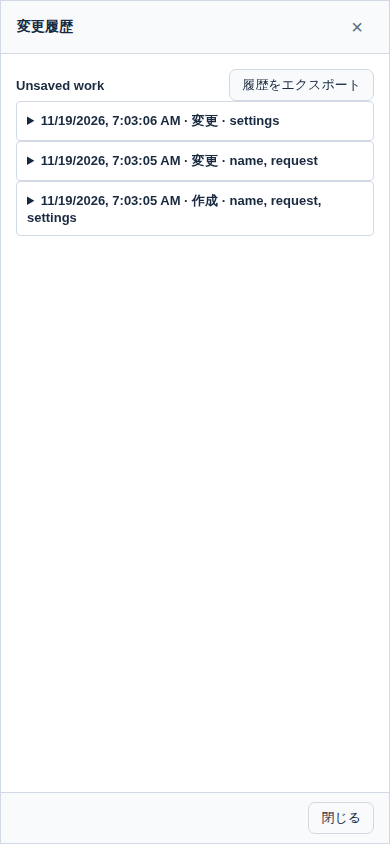 変更履歴
×
Unsaved work
履歴をエクスポート
▶ 11/19/2026, 7:03:06 AM · 変更 · settings
▶ 11/19/2026, 7:03:05 AM · 変更 · name, request
▶ 11/19/2026, 7:03:05 AM · 作成 · name, request,
settings
閉じる